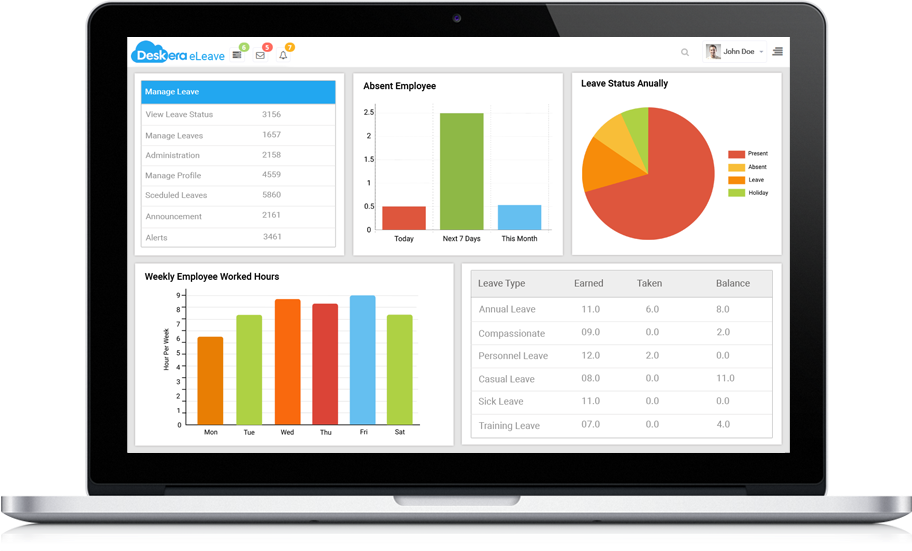 Deskera eLeave
6
5
7
John Doe
Manage Leave
View Leave Status 3156
Manage Leaves 1657
Administration 2158
Manage Profile 4559
Sceduled Leaves 5860
Announcement 2161
Alerts 3461
Absent Employee
2.5
2
1.5
1
0.5
0
Today Next 7 Days This Month
Leave Status Anually
Present
Absent
Leave
Holiday
Weekly Employee Worked Hours
Hour Per Week
9
8
7
6
5
4
3
2
1
0
Mon Tue Wed Thu Fri Sat
Leave Type Earned Taken Balance
Annual Leave 11.0 6.0 8.0
Compassionate 09.0 0.0 2.0
Personnel Leave 12.0 2.0 0.0
Casual Leave 08.0 0.0 11.0
Sick Leave 11.0 0.0 0.0
Training Leave 07.0 0.0 4.0